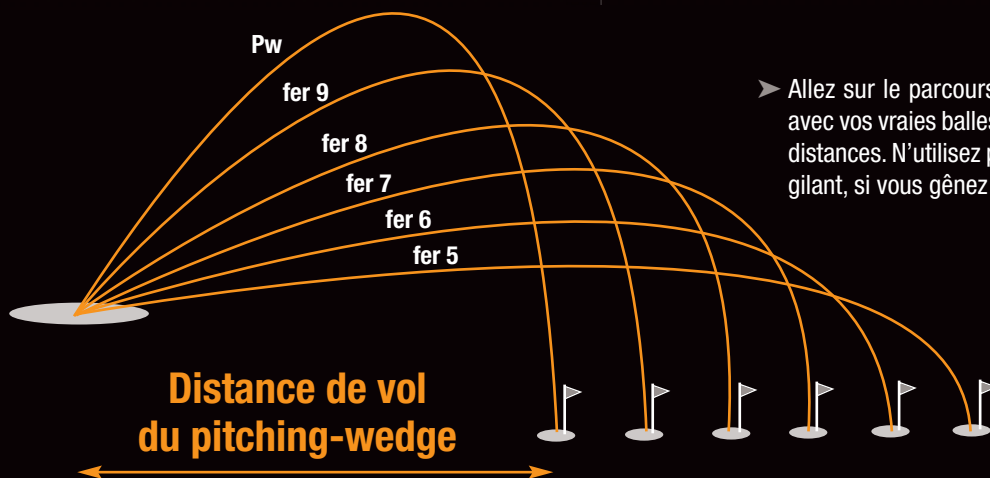 Pw
fer 9
fer 8
fer 7
fer 6
fer 5
Allez sur le parcours
avec vos vraies balles
distances. N'utilisez
gilant, si vous gênez
Distance de vol
du pitching-wedge